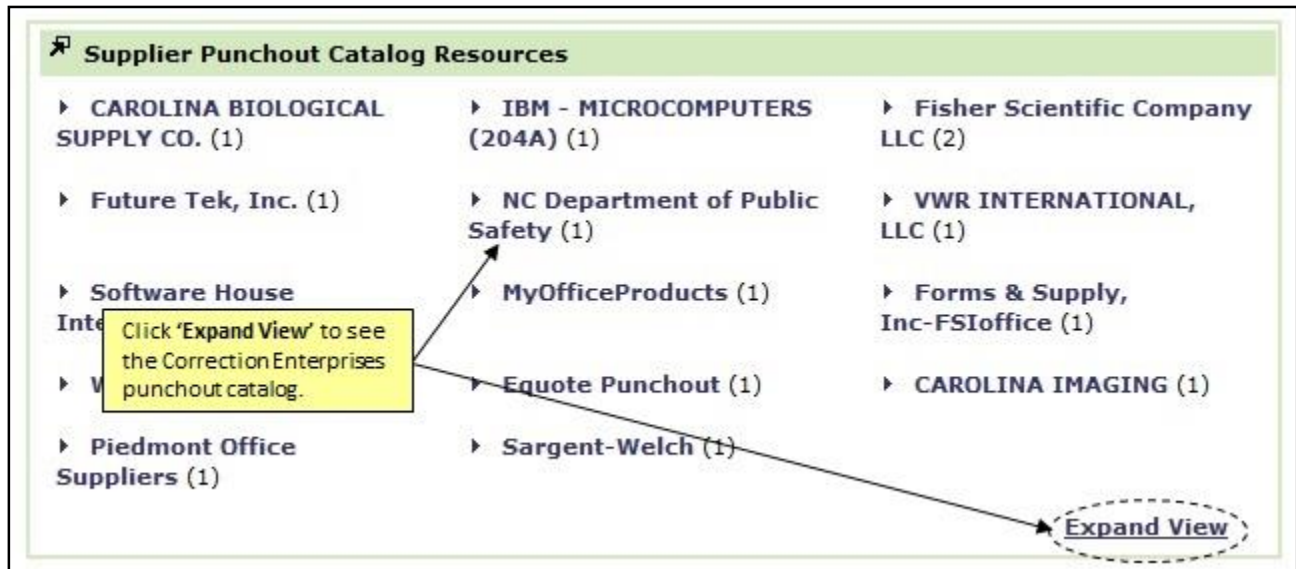 Supplier Punchout Catalog Resources
CAROLINA BIOLOGICAL
SUPPLY CO. (1)
IBM - MICROCOMPUTERS
(204A) (1)
Fisher Scientific Company
LLC (2)
Future Tek, Inc. (1)
NC Department of Public
Safety (1)
VWR INTERNATIONAL,
LLC (1)
Software House
MyOfficeProducts (1)
Forms & Supply,
Inc-FSIoffice (1)
Click 'Expand View' to see
the Correction Enterprises
punchout catalog.
Equote Punchout (1)
CAROLINA IMAGING (1)
Piedmont Office
Suppliers (1)
Sargent-Welch (1)
Expand View